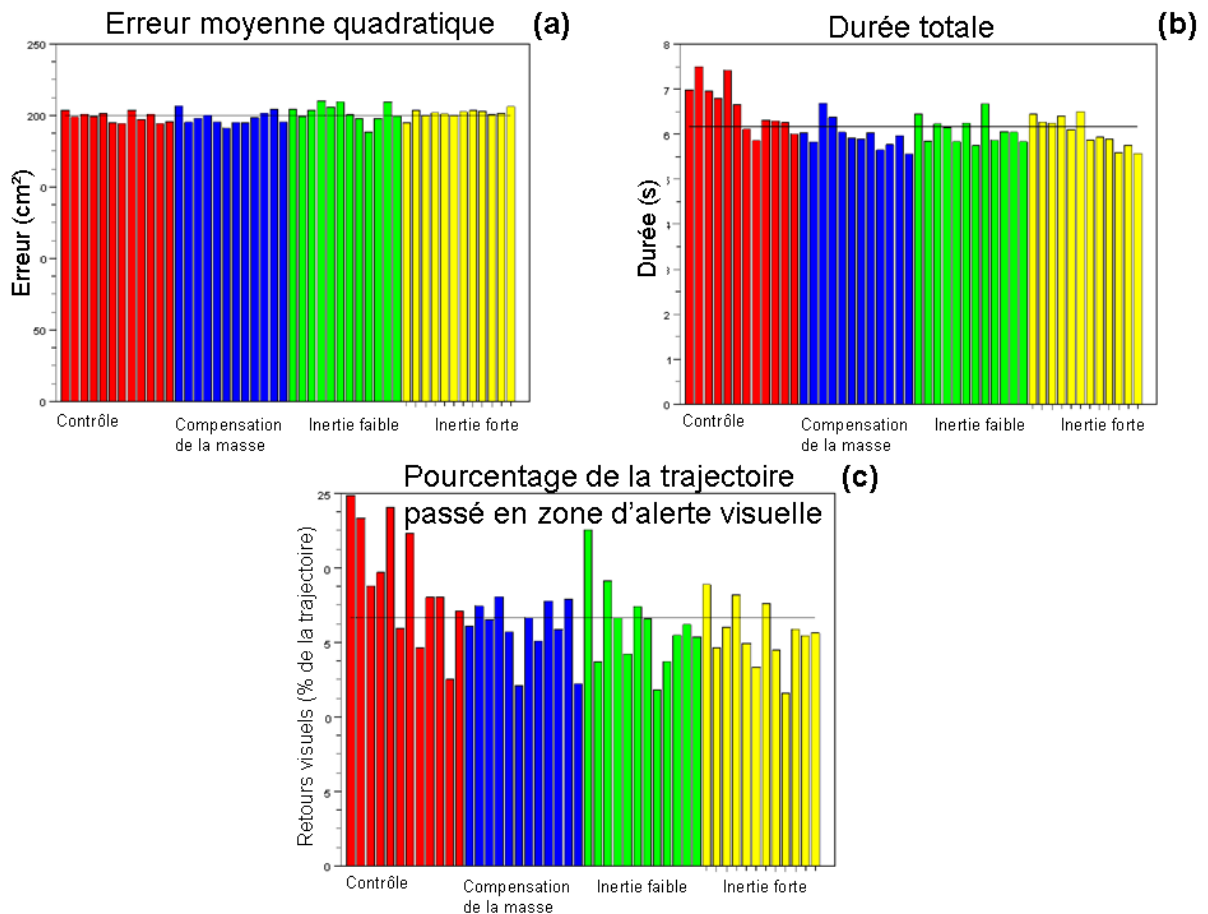 Erreur moyenne quadratique
(a)
250
200
0
0
50
0
Erreur (cm²)
Contrôle
Compensation
de la masse
Inertie faible
Inertie forte
Durée totale
(b)
8
7
6
4
2
1
0
Durée (s)
Contrôle
Compensation
de la masse
Inertie faible
Inertie forte
Pourcentage de la trajectoire
passé en zone d'alerte visuelle
(c)
25
0
5
0
5
0
Retours visuels (% de la trajectoire)
Contrôle
Compensation
de la masse
Inertie faible
Inertie forte